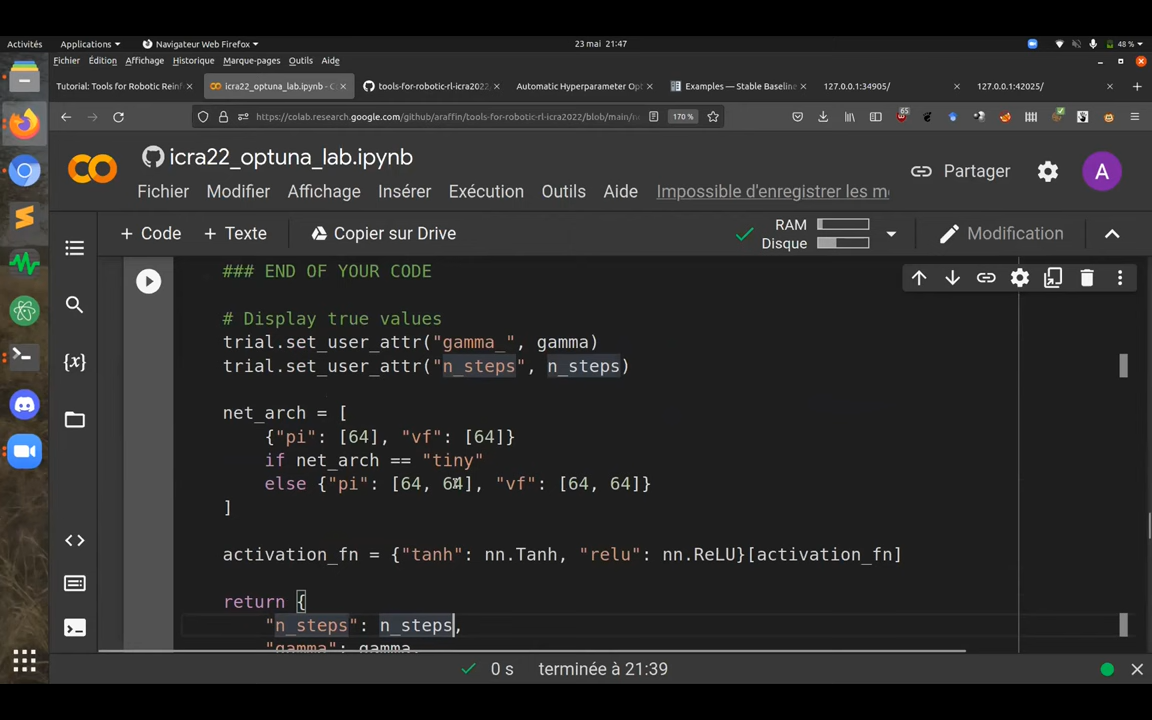 Activités
Applications
Navigateur Web Firefox
23 mai 21:47
48 %
Fichier Édition Affichage Historique Marque-pages Outils Aide
Tutorial: Tools for Robotic Rein
icra22_optuna_lab.ipynb - C
tools-for-robotic-rl-icra2022/
Automatic Hyperparameter Opt
Examples — Stable Baseline
127.0.0.1:34905/
127.0.0.1:42025/
https://colab.research.google.com/github/araffin/tools-for-robotic-rl-icra2022/blob/main/n
170 %
65
icra22_optuna_lab.ipynb
Partager
A
Fichier Modifier Affichage Insérer Exécution Outils Aide Impossible d'enregistrer les m
+ Code + Texte Copier sur Drive
RAM
Disque
Modification
### END OF YOUR CODE
# Display true values
trial.set_user_attr("gamma_", gamma)
trial.set_user_attr("n_steps", n_steps)
net_arch = [
{"pi": [64], "vf": [64]}
if net_arch == "tiny"
else {"pi": [64, 64], "vf": [64, 64]}
]
activation_fn = {"tanh": nn.Tanh, "relu": nn.ReLU}[activation_fn]
return {
"n_steps": n_steps,
"gamma": gamma,
{x}
0 s terminée à 21:39